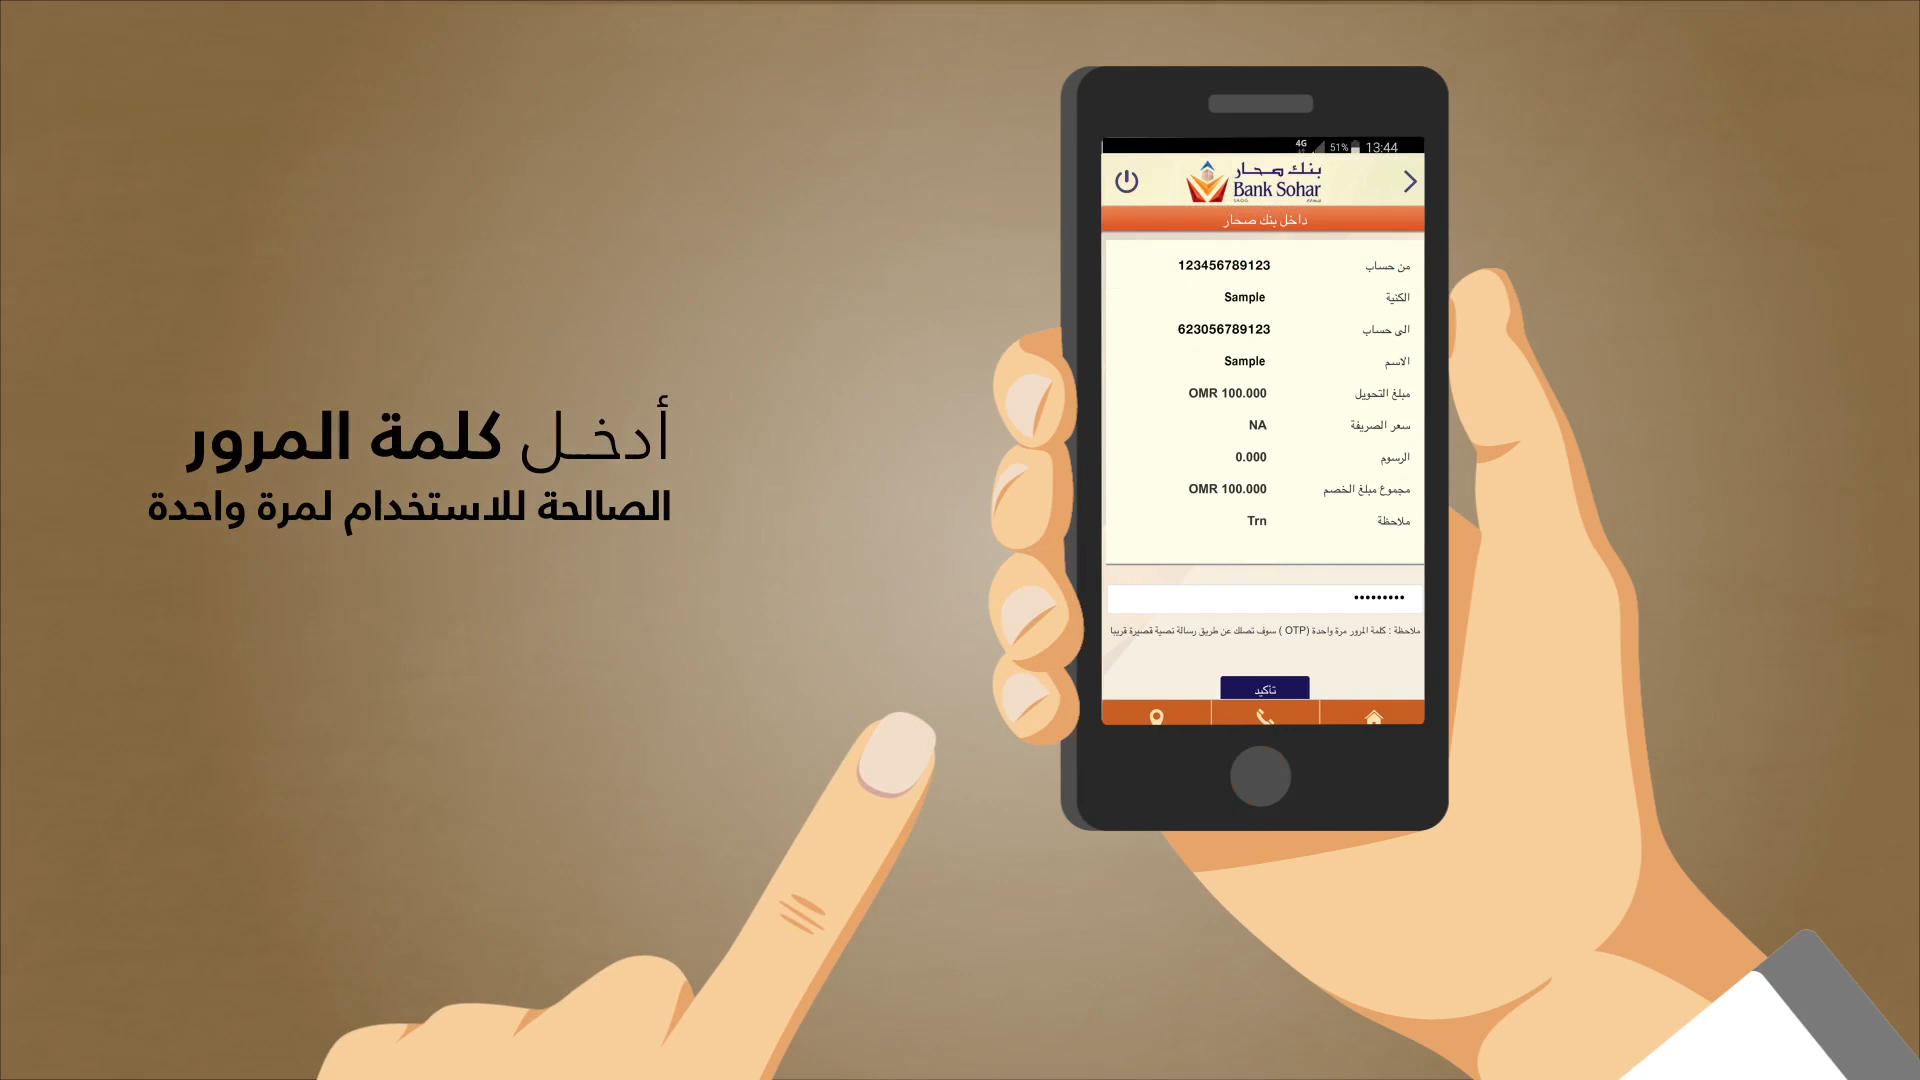 أدخل كلمة المرور
الصالحة للاستخدام لمرة واحدة
4G 51% 13:44
بنك صحار
Bank Sohar
داخل بنك صحار
من حساب 123456789123
الكنية Sample
الى حساب 623056789123
الاسم Sample
مبلغ التحويل OMR 100.000
سعر الصريفة NA
الرسوم 0.000
مجموع مبلغ الخصم OMR 100.000
ملاحظة Trn
•••••••••
ملاحظة : كلمة المرور مرة واحدة (OTP ) سوف تصلك عن طريق رسالة نصية قصيرة قريبا
تأكيد